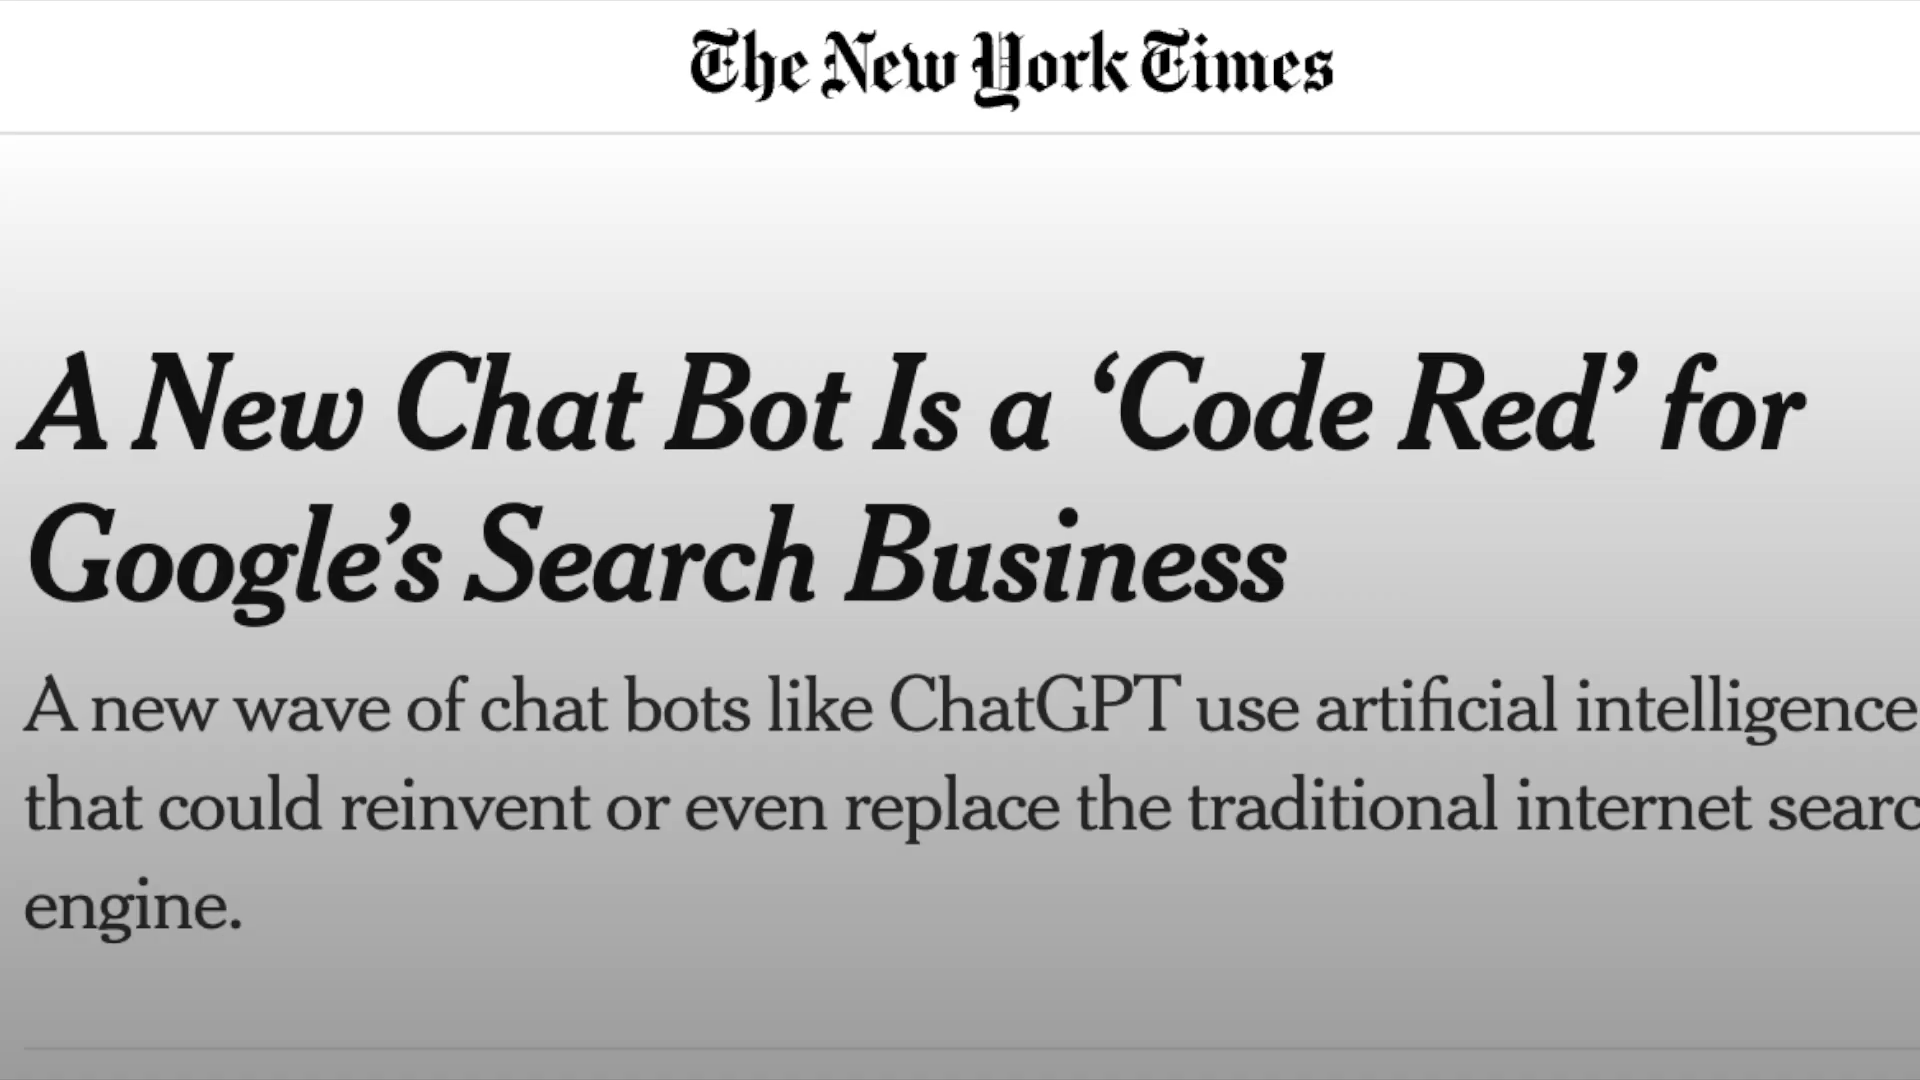 The New York Times
A New Chat Bot Is a ‘Code Red’ for
Google’s Search Business
A new wave of chat bots like ChatGPT use artificial intelligence
that could reinvent or even replace the traditional internet searc
engine.